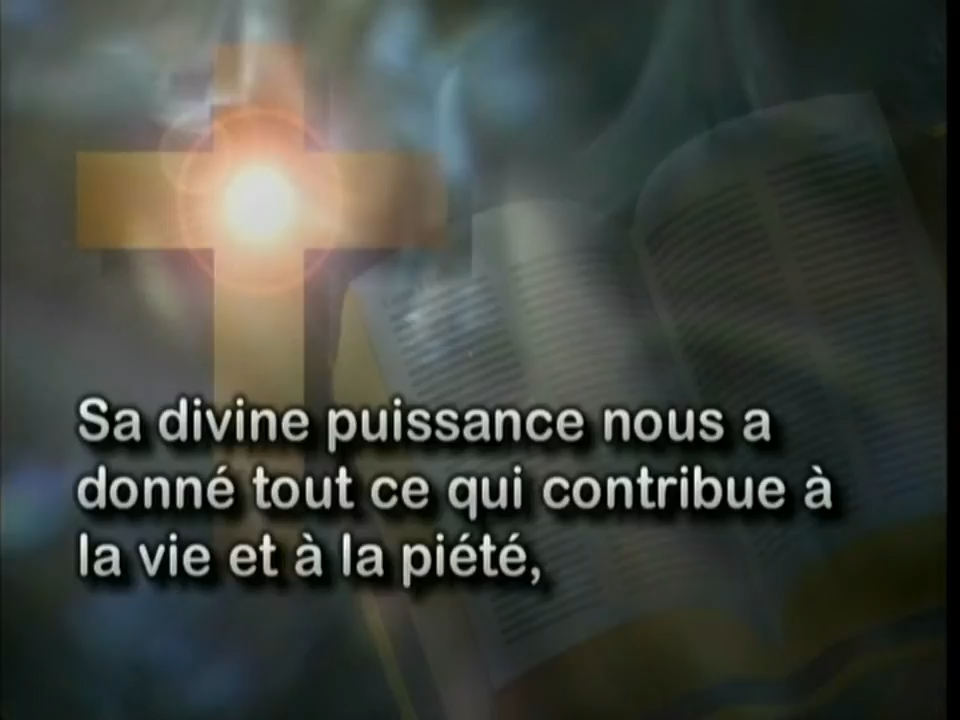 Sa divine puissance nous a
donné tout ce qui contribue à
la vie et à la piété,